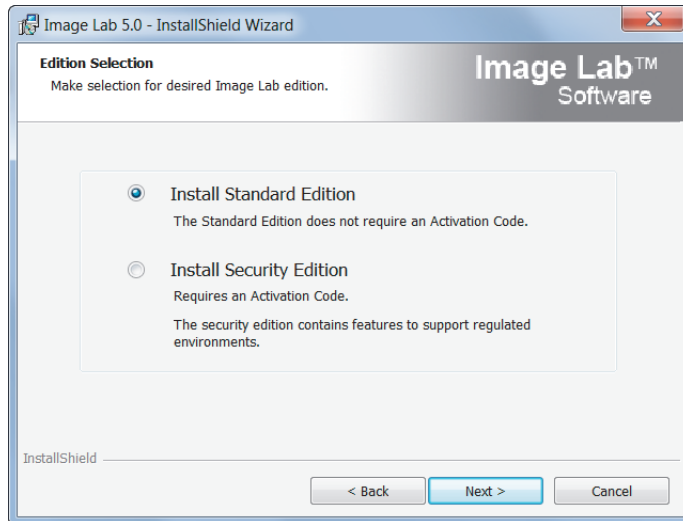 Image Lab 5.0 - InstallShield Wizard
Edition Selection
Make selection for desired Image Lab edition.
Image Lab™
Software
Install Standard Edition
The Standard Edition does not require an Activation Code.
Install Security Edition
Requires an Activation Code.
The security edition contains features to support regulated
environments.
InstallShield
< Back
Next >
Cancel